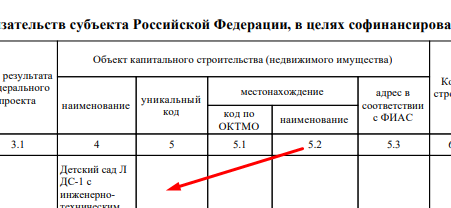 зательств субъекта Российской Федерации, в целях софинансирова
результата
проекта
Объект капитального строительства (недвижимого имущества)
наименование
уникальный
код
местонахождение
код по
ОКТМО
наименование
адрес в
соответствии
с ФИАС
3.1 4 5 5.1 5.2 5.3
Детский сад Л
ДС-1 с
инженерно-
техническим